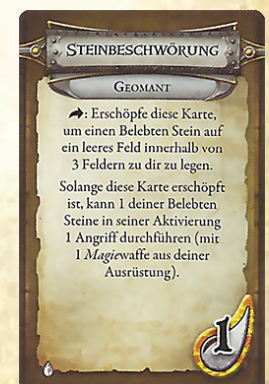 STEINBESCHWÖRUNG
GEOMANT
: Erschöpfe diese Karte,
um einen Belebten Stein auf
ein leeres Feld innerhalb von
3 Feldern zu dir zu legen.
Solange diese Karte erschöpft
ist, kann 1 deiner Belebten
Steine in seiner Aktivierung
1 Angriff durchführen (mit
1 Magiewaffe aus deiner
Ausrüstung).
1